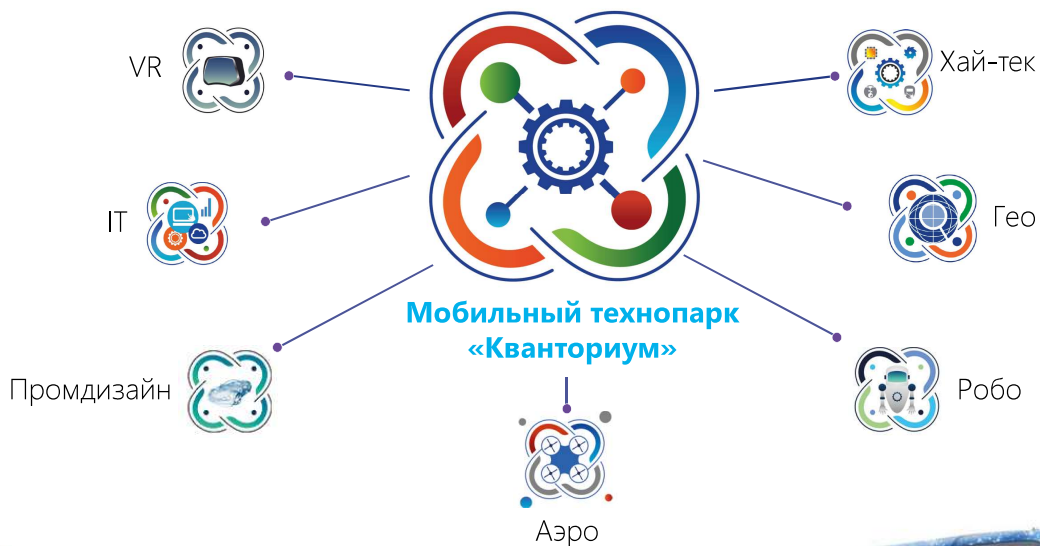 VR
Хай-тек
IT
Гео
Мобильный технопарк
«Кванториум»
Промдизайн
Робо
Аэро